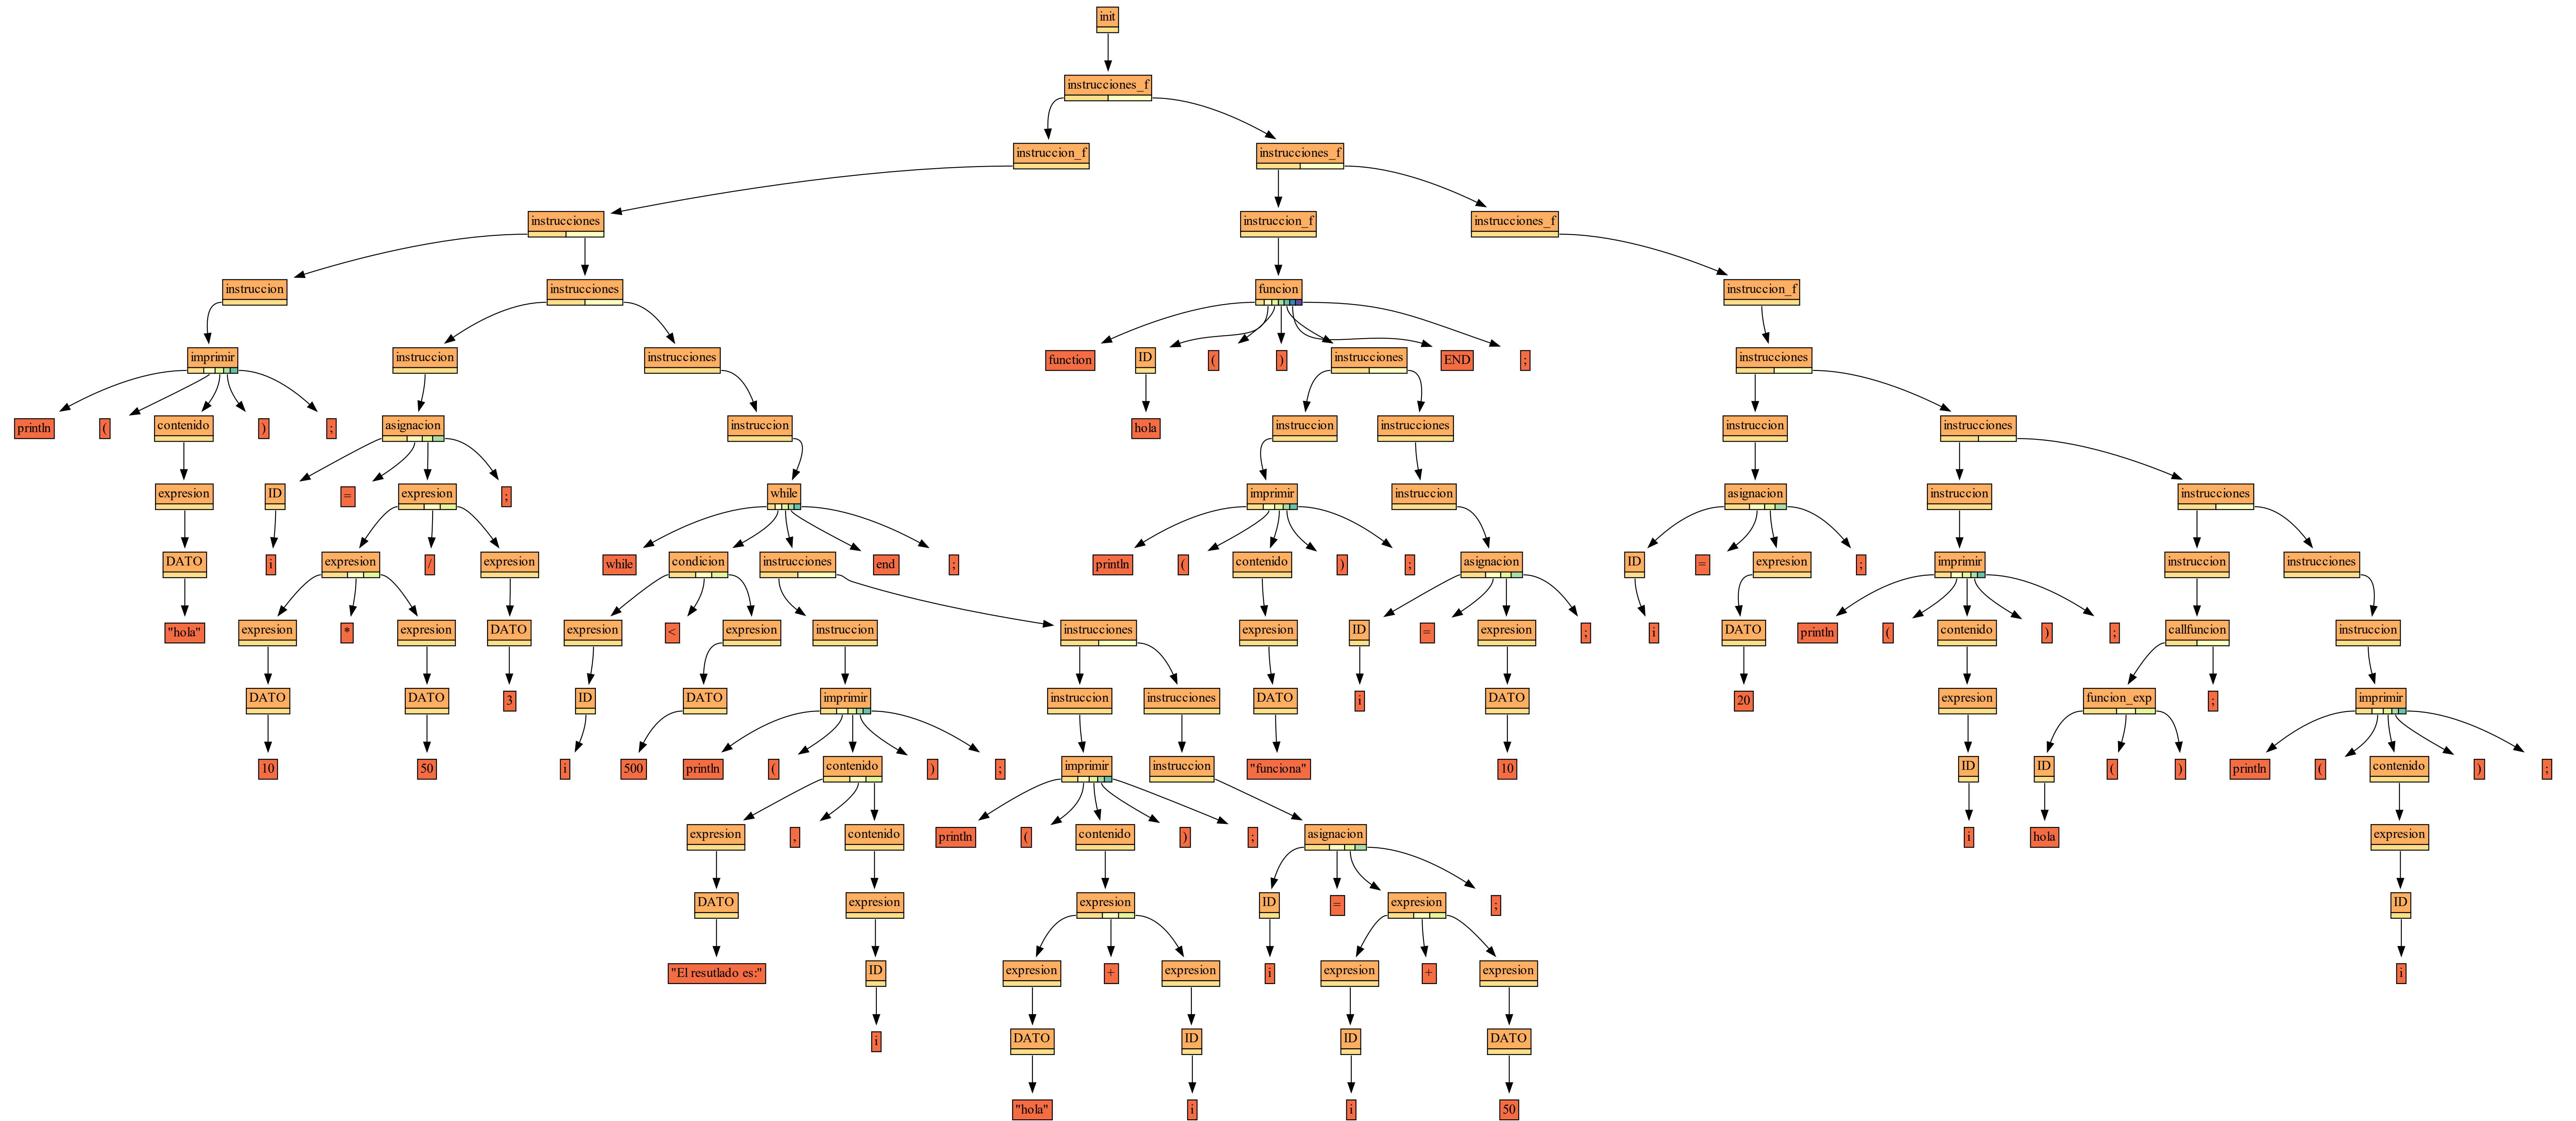 init
instrucciones_f
instruccion_f instrucciones_f
instrucciones instruccion_f instrucciones_f
instruccion instrucciones funcion instruccion_f
imprimir instruccion instrucciones function ID ( ) instrucciones END ; instrucciones
println ( contenido ) ; asignacion instruccion hola instruccion instrucciones instruccion instrucciones
expresion ID = expresion ; while imprimir instruccion asignacion instruccion instrucciones
DATO i expresion / expresion while condicion instrucciones end ; println ( contenido ) ; asignacion ID = expresion ; imprimir instruccion instrucciones
"hola" expresion * expresion DATO expresion < expresion instruccion instrucciones expresion ID = expresion ; i DATO println ( contenido ) ; callfuncion instruccion
DATO DATO 3 ID DATO imprimir instruccion instrucciones DATO i DATO 20 expresion funcion_exp ; imprimir
10 50 i 500 println ( contenido ) ; imprimir instruccion "funciona" 10 ID ID ( ) println ( contenido ) ;
expresion , contenido println ( contenido ) ; asignacion i hola expresion
DATO expresion expresion ID = expresion ; ID
"El resutlado es:" ID expresion + expresion i expresion + expresion i
i DATO ID ID DATO
"hola" i i 50